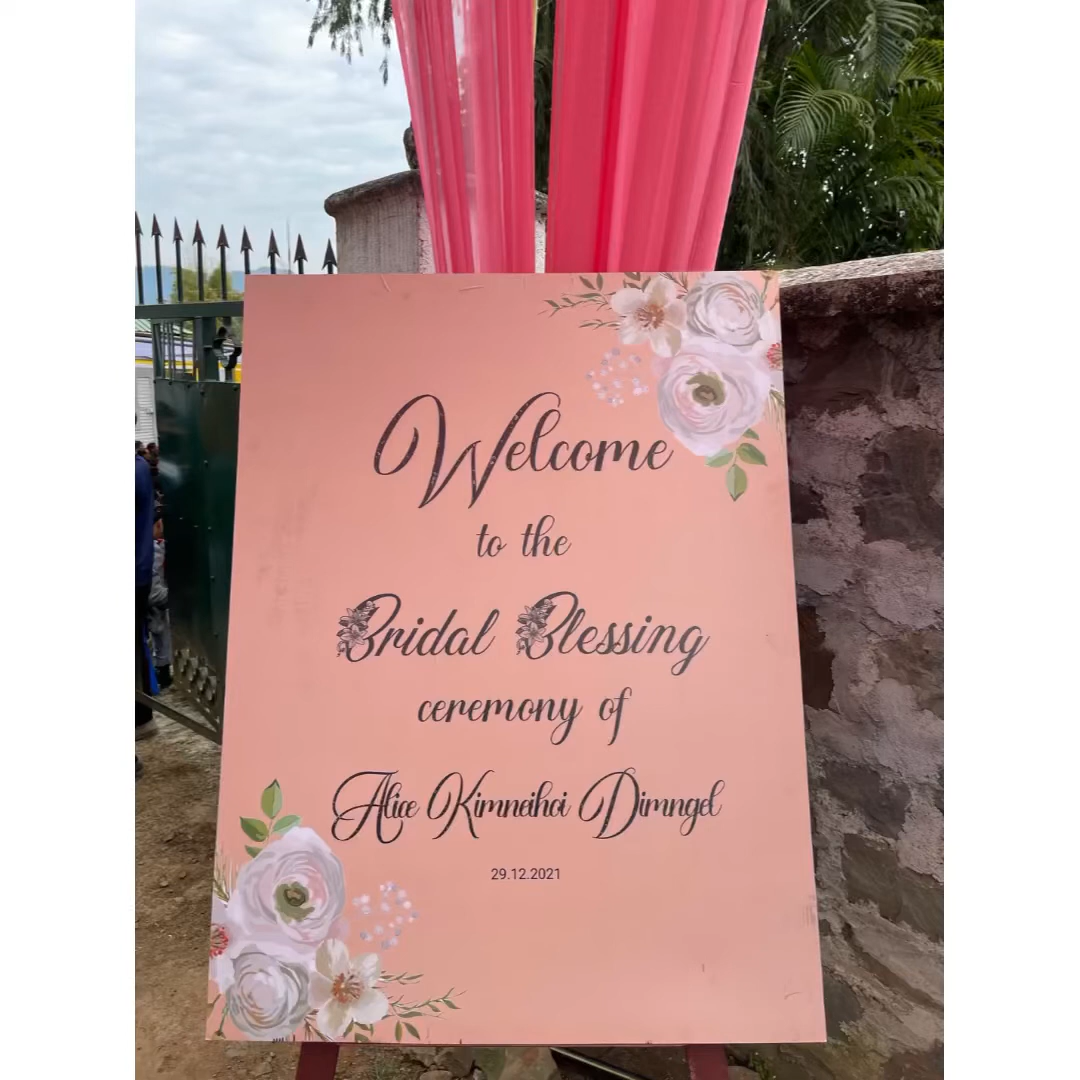 Welcome
to the
Bridal Blessing
ceremony of
Alice Kimneihoi Dimngel
29.12.2021